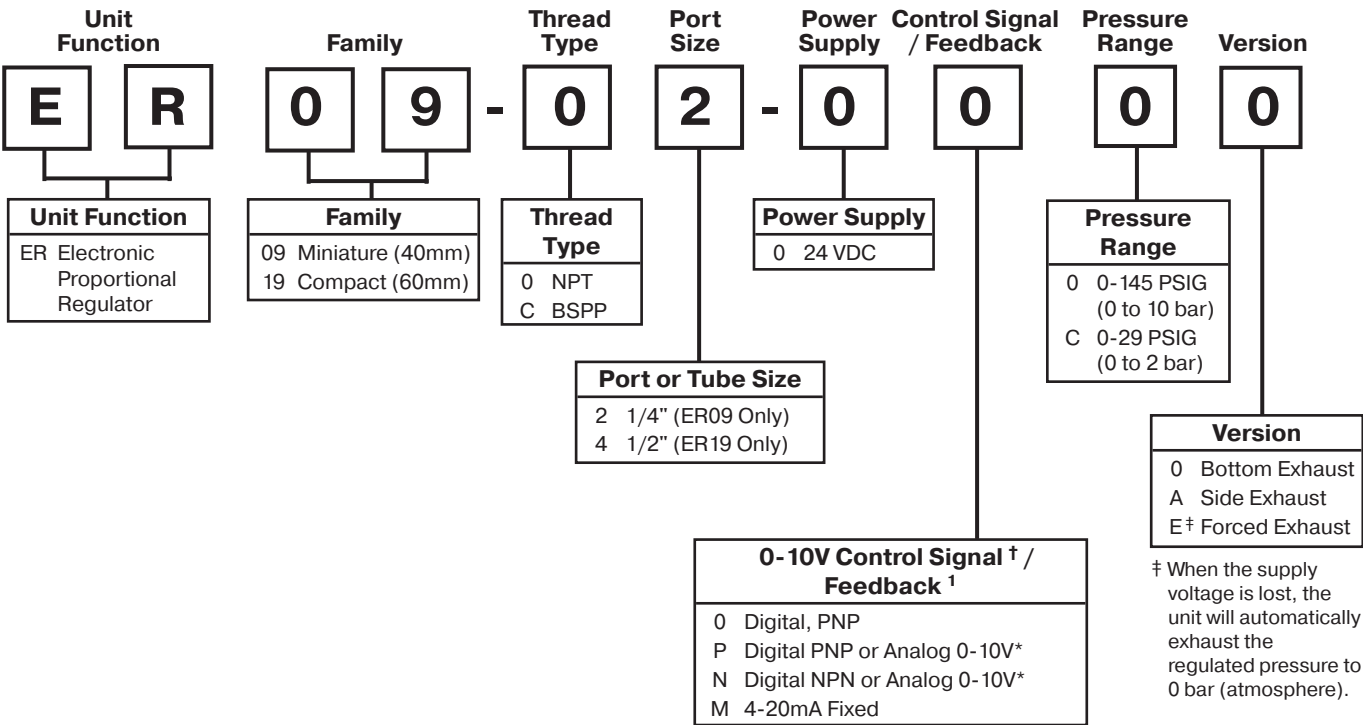 Unit Function
Family
Thread Type
Port Size
Power Supply
Control Signal / Feedback
Pressure Range
Version
E R 0 9 - 0 2 - 0 0 0 0
Unit Function
ER Electronic
Proportional
Regulator
Family
09 Miniature (40mm)
19 Compact (60mm)
Thread
Type
0 NPT
C BSPP
Power Supply
0 24 VDC
Pressure
Range
0 0-145 PSIG
(0 to 10 bar)
C 0-29 PSIG
(0 to 2 bar)
Port or Tube Size
2 1/4" (ER09 Only)
4 1/2" (ER19 Only)
Version
0 Bottom Exhaust
A Side Exhaust
E‡ Forced Exhaust
‡ When the supply
voltage is lost, the
unit will automatically
exhaust the
regulated pressure to
0 bar (atmosphere).
0-10V Control Signal † /
Feedback 1
0 Digital, PNP
P Digital PNP or Analog 0-10V*
N Digital NPN or Analog 0-10V*
M 4-20mA Fixed